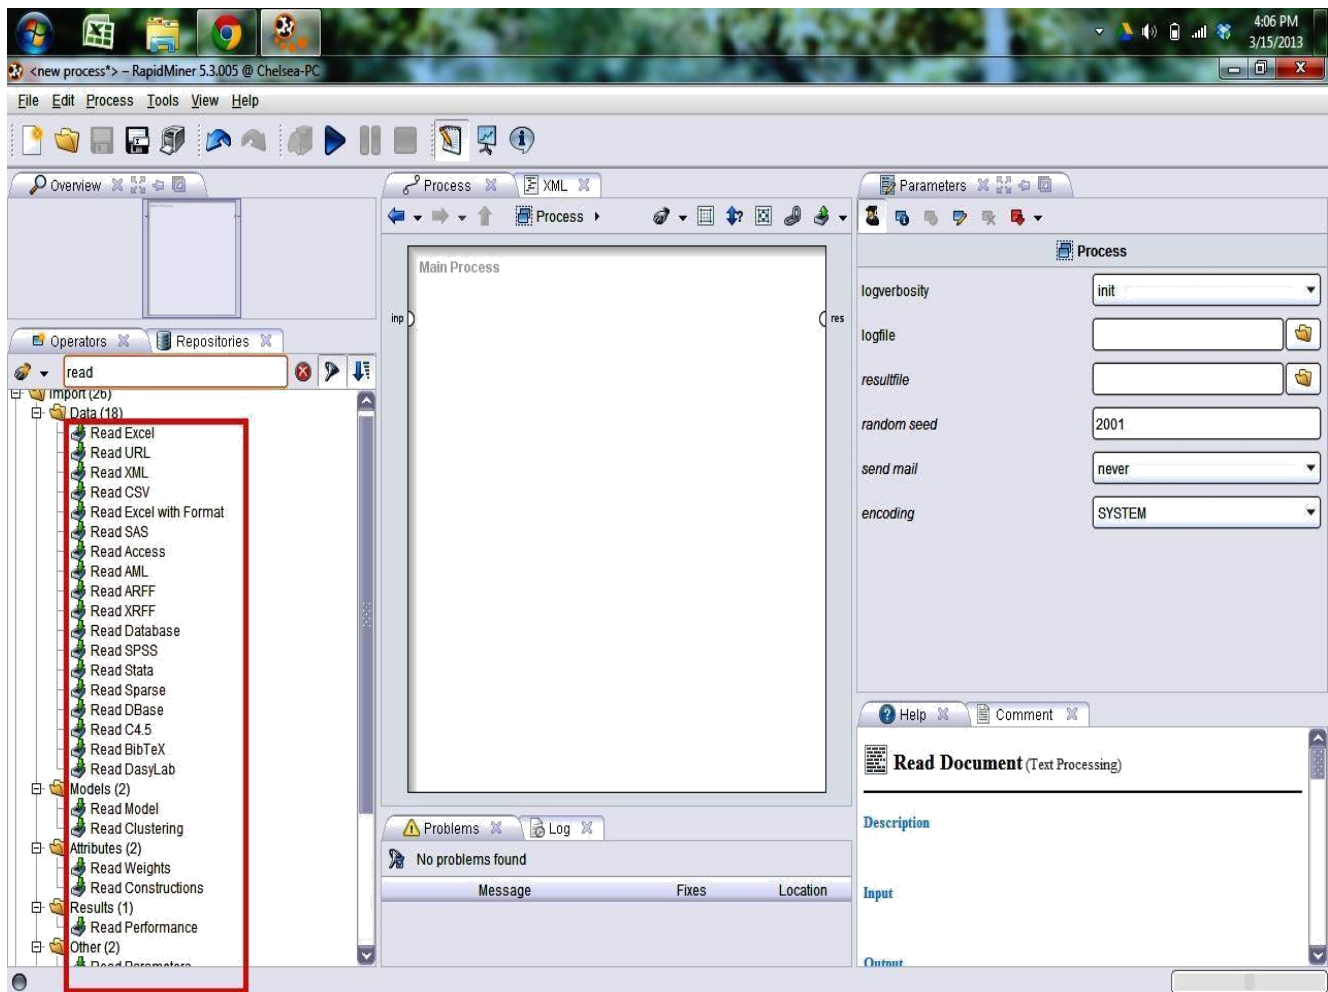 4:06 PM
3/15/2013
<new process*> – RapidMiner 5.3.005 @ Chelsea-PC
File Edit Process Tools View Help
Overview
Process XML
Parameters
Process
Process
Main Process
inp
res
logverbosity init
logfile
resultfile
random seed 2001
send mail never
encoding SYSTEM
Operators Repositories
read
Import (26)
Data (18)
Read Excel
Read URL
Read XML
Read CSV
Read Excel with Format
Read SAS
Read Access
Read AML
Read ARFF
Read XRFF
Read Database
Read SPSS
Read Stata
Read Sparse
Read DBase
Read C4.5
Read BibTeX
Read DasyLab
Models (2)
Read Model
Read Clustering
Attributes (2)
Read Weights
Read Constructions
Results (1)
Read Performance
Other (2)
Read Parameters
Problems Log
No problems found
Message Fixes Location
Help Comment
Read Document (Text Processing)
Description
Input
Output